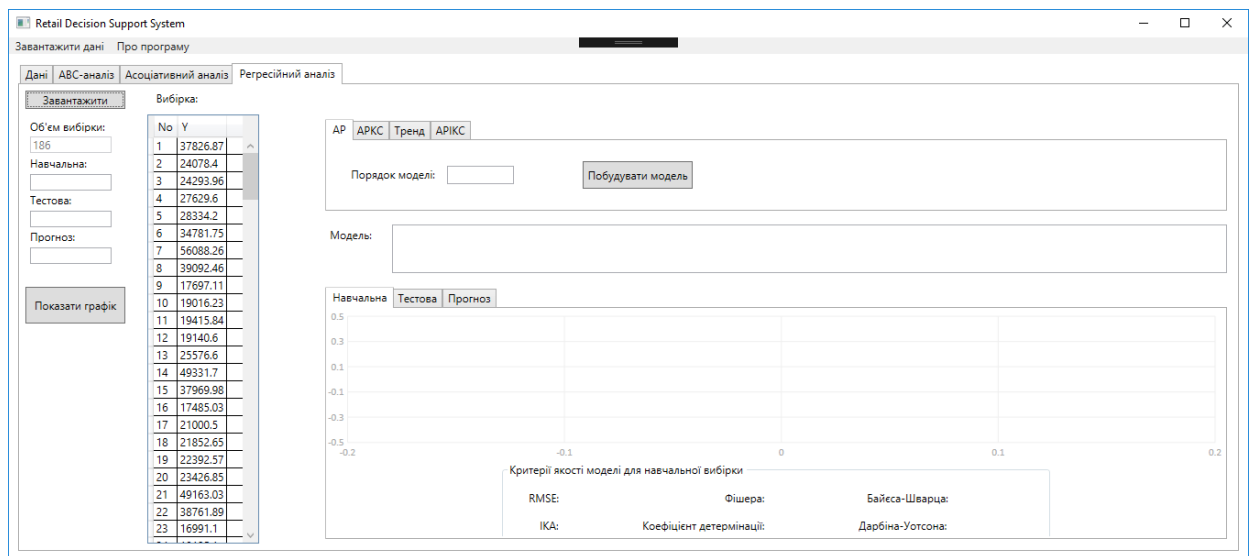 Retail Decision Support System
Завантажити дані Про програму
Дані ABC-аналіз Асоціативний аналіз Регресійний аналіз
Завантажити
Об'єм вибірки:
186
Навчальна:
Тестова:
Прогноз:
Показати графік
Вибірка:
No Y
1 37826.87
2 24078.4
3 24293.96
4 27629.6
5 28334.2
6 34781.75
7 56088.26
8 39092.46
9 17697.11
10 19016.23
11 19415.84
12 19140.6
13 25576.6
14 49331.7
15 37969.98
16 17485.03
17 21000.5
18 21852.65
19 22392.57
20 23426.85
21 49163.03
22 38761.89
23 16991.1
АР АРКС Тренд АРІКС
Порядок моделі:
Побудувати модель
Модель:
Навчальна Тестова Прогноз
0.5
0.3
0.1
-0.1
-0.3
-0.5
-0.2 -0.1 0 0.1 0.2
Критерії якості моделі для навчальної вибірки
RMSE: Фішера: Байєса-Шварца:
ІКА: Коефіцієнт детермінації: Дарбіна-Уотсона: